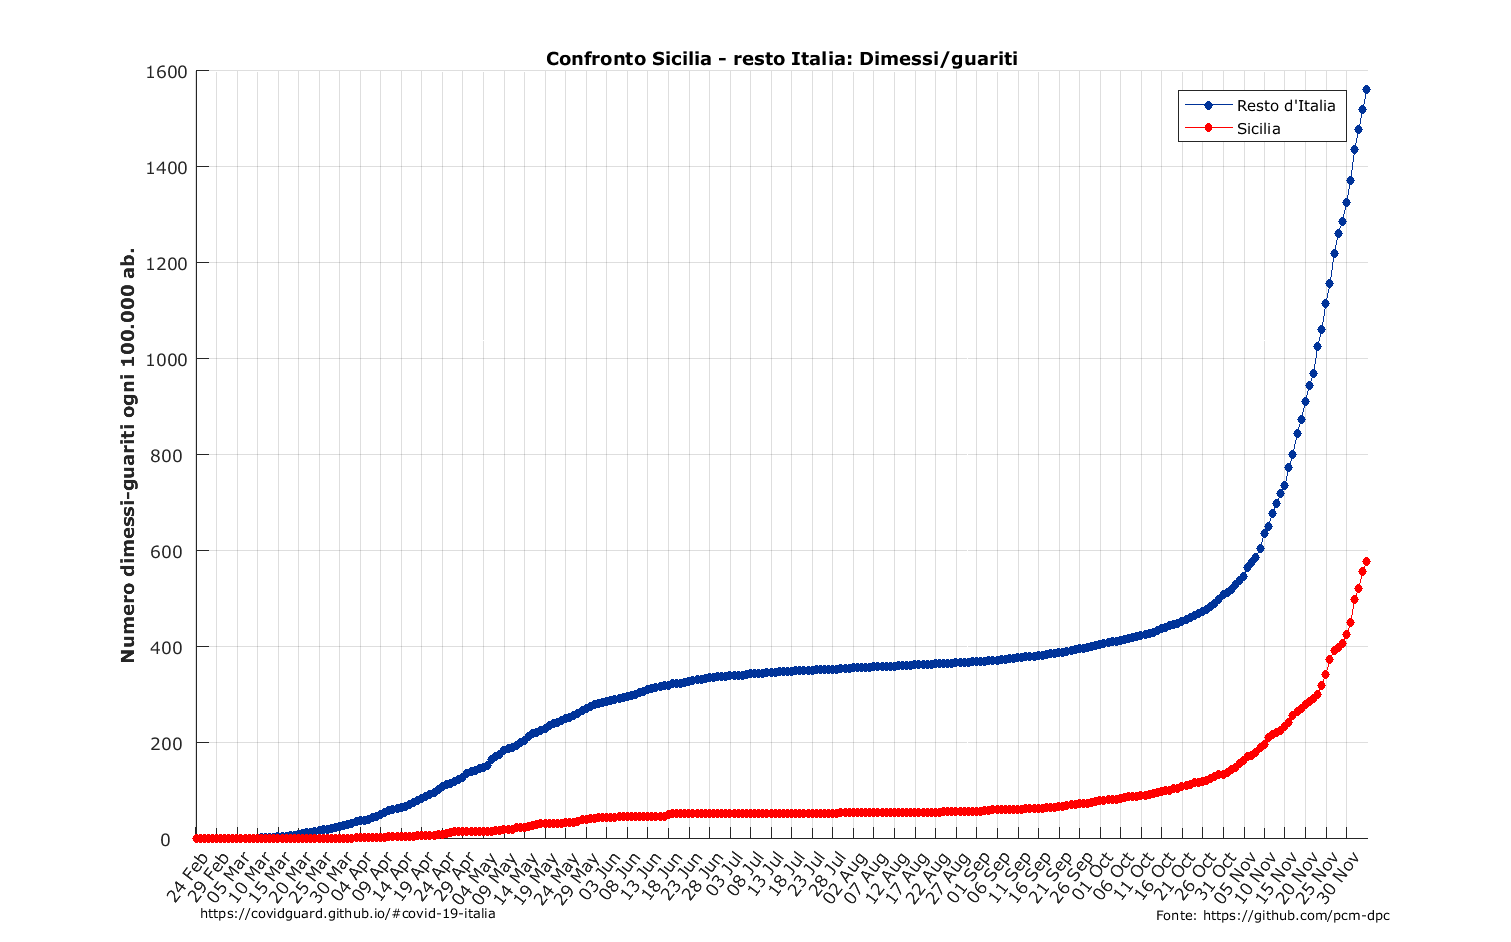 Confronto Sicilia - resto Italia: Dimessi/guariti
Numero dimessi-guariti ogni 100.000 ab.
1600
1400
1200
1000
800
600
400
200
0
Resto d'Italia
Sicilia
24 Feb
29 Feb
05 Mar
10 Mar
15 Mar
20 Mar
25 Mar
30 Mar
04 Apr
09 Apr
14 Apr
19 Apr
24 Apr
29 Apr
04 May
09 May
14 May
19 May
24 May
29 May
03 Jun
08 Jun
13 Jun
18 Jun
23 Jun
28 Jun
03 Jul
08 Jul
13 Jul
18 Jul
23 Jul
28 Jul
02 Aug
07 Aug
12 Aug
17 Aug
22 Aug
27 Aug
01 Sep
06 Sep
11 Sep
16 Sep
21 Sep
26 Sep
01 Oct
06 Oct
11 Oct
16 Oct
21 Oct
26 Oct
31 Oct
05 Nov
10 Nov
15 Nov
20 Nov
25 Nov
30 Nov
https://covidguard.github.io/#covid-19-italia
Fonte: https://github.com/pcm-dpc